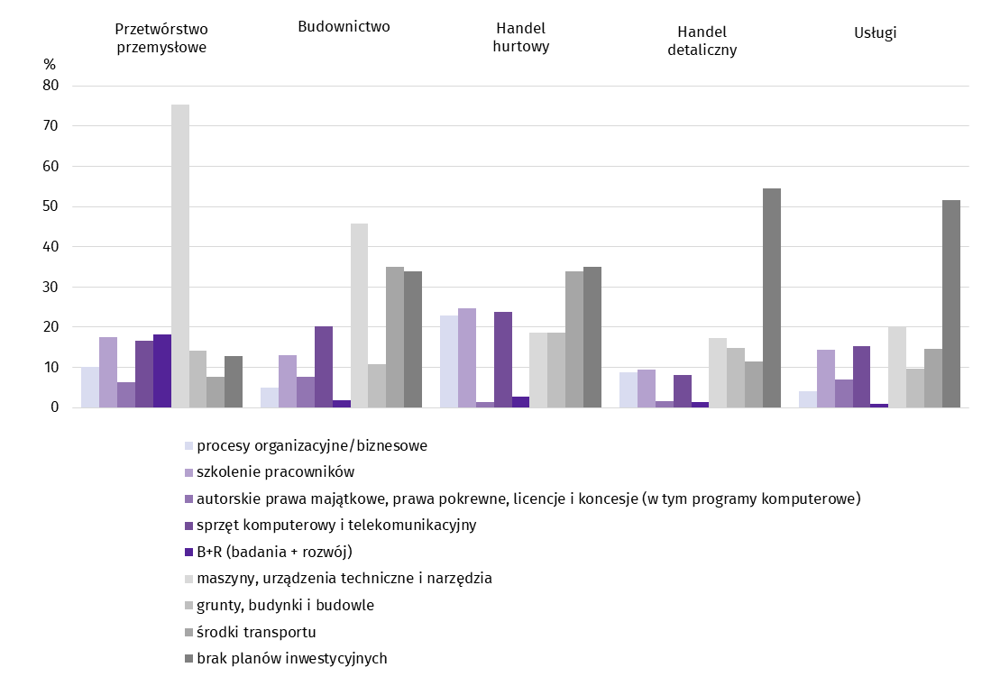 Przetwórstwo
przemysłowe
Budownictwo
Handel
hurtowy
Handel
detaliczny
Usługi
%
80
70
60
50
40
30
20
10
0
procesy organizacyjne/biznesowe
szkolenie pracowników
autorskie prawa majątkowe, prawa pokrewne, licencje i koncesje (w tym programy komputerowe)
sprzęt komputerowy i telekomunikacyjny
B+R (badania + rozwój)
maszyny, urządzenia techniczne i narzędzia
grunty, budynki i budowle
środki transportu
brak planów inwestycyjnych